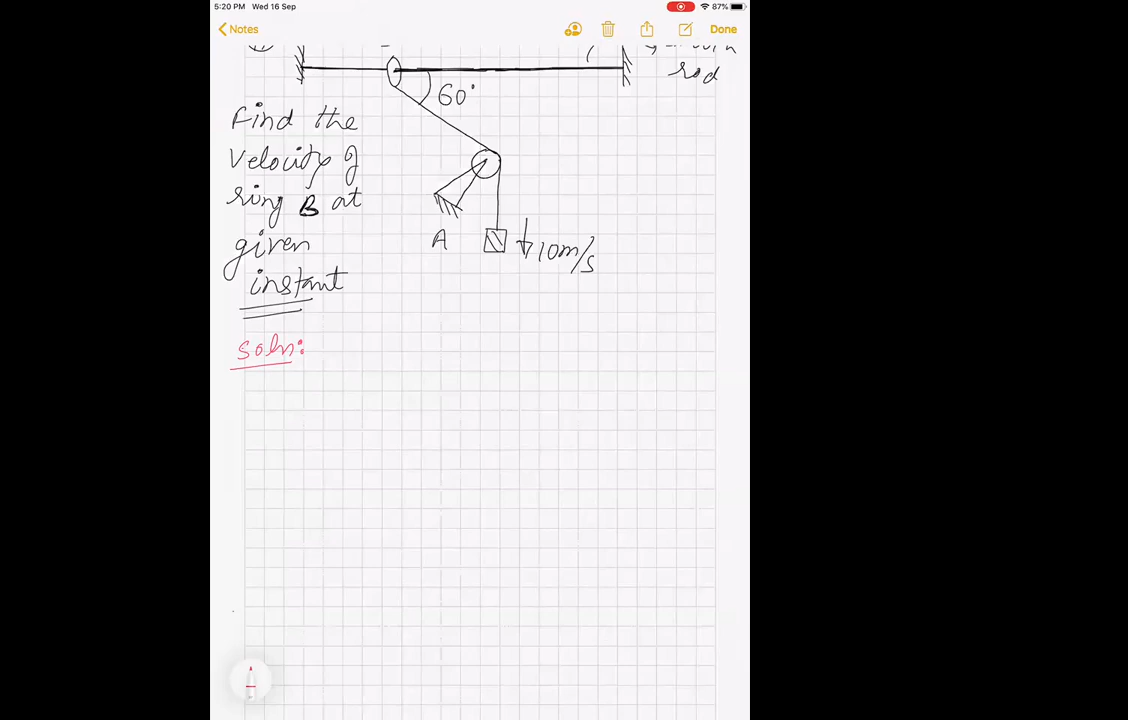 5:20 PM Wed 16 Sep
87%
Notes
Done
rod
60°
Find the
Velocity of
ring B at
given
instant
A
10m/s
Soln: